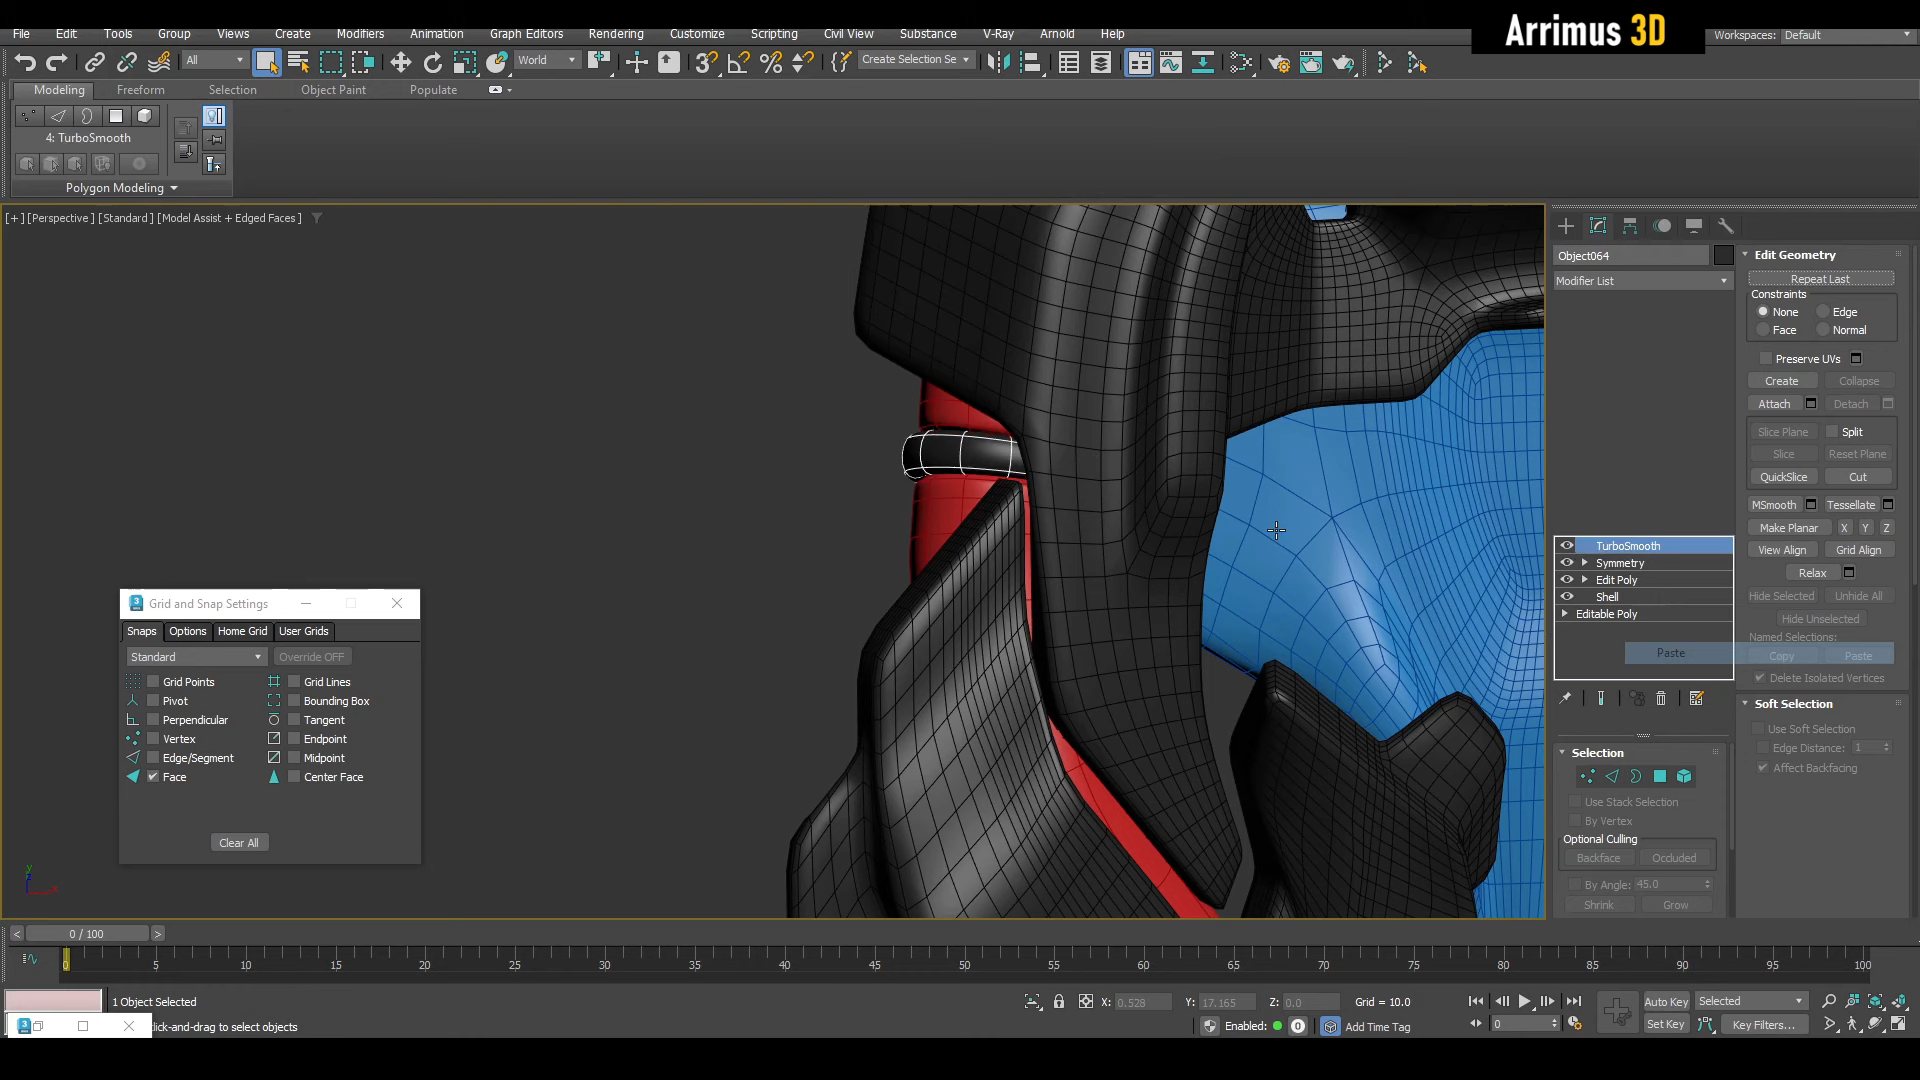 Arrimus 3D
File Edit Tools Group Views Create Modifiers Animation Graph Editors Rendering Customize Scripting Civil View Substance V-Ray Arnold Help
Workspaces: Default
All World Create Selection Se
Modeling Freeform Selection Object Paint Populate
4: TurboSmooth
Polygon Modeling
[+] [Perspective ] [Standard ] [Model Assist + Edged Faces ]
Object064
Modifier List
TurboSmooth
Symmetry
Edit Poly
Shell
Editable Poly
Paste
Selection
Use Stack Selection
By Vertex
Optional Culling
Backface Occluded
By Angle: 45.0
Shrink Grow
Edit Geometry
Repeat Last
Constraints
None Edge
Face Normal
Preserve UVs
Create Collapse
Attach Detach
Slice Plane Split
Slice Reset Plane
QuickSlice Cut
MSmooth Tessellate
Make Planar X Y Z
View Align Grid Align
Relax
Hide Selected Unhide All
Hide Unselected
Named Selections:
Copy Paste
Delete Isolated Vertices
Soft Selection
Use Soft Selection
Edge Distance: 1
Affect Backfacing
3 Grid and Snap Settings
Snaps Options Home Grid User Grids
Standard Override OFF
Grid Points Grid Lines
Pivot Bounding Box
Perpendicular Tangent
Vertex Endpoint
Edge/Segment Midpoint
Face Center Face
Clear All
y
z
x
< 0 / 100 >
0 5 10 15 20 25 30 35 40 45 50 55 60 65 70 75 80 85 90 95 100
1 Object Selected
X: 0.528 Y: 17.165 Z: 0.0 Grid = 10.0
Auto Key Selected
3
click-and-drag to select objects
Enabled: 0 Add Time Tag
0
Set Key Key Filters...